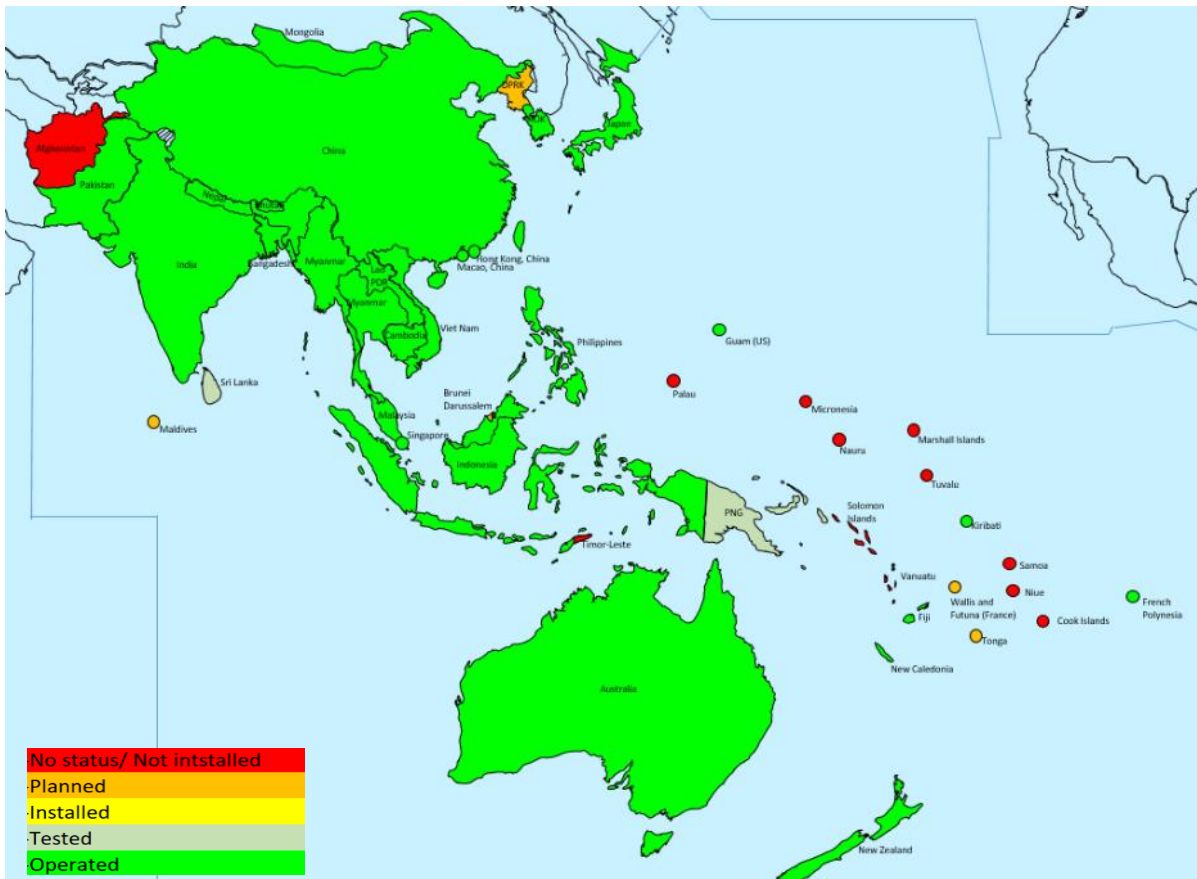 Mongolia
DPRK
ROK
Japan
Afghanistan
China
Pakistan
Nepal
Bhutan
Hong Kong, China
Macao, China
India
Bangladesh
Myanmar
Lao
PDR
Myanmar
Viet Nam
Cambodia
Philippines
Guam (US)
Sri Lanka
Brunei
Darussalem
Palau
Micronesia
Malaysia
Maldives
Singapore
Marshall Islands
Naura
Indonesia
Tuvalu
PNG
Solomon
Islands
Kiribati
Timor-Leste
Samoa
Vanuatu
Wallis and
Futuna (France)
Niue
French
Polynesia
Fiji
Cook Islands
Tonga
New Caledonia
Australia
New Zealand
-No status/ Not intstalled
-Planned
-Installed
-Tested
-Operated